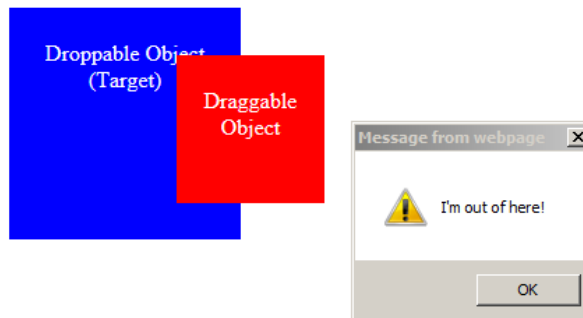 Droppable Object
(Target)
Draggable
Object
Message from webpage
I'm out of here!
OK